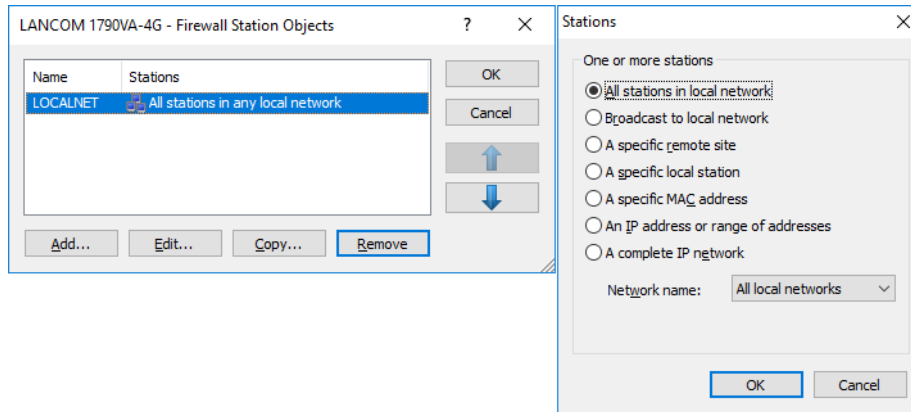 LANCOM 1790VA-4G - Firewall Station Objects
?
Name Stations
LOCALNET All stations in any local network
OK
Cancel
Add... Edit... Copy... Remove
Stations
One or more stations
All stations in local network
Broadcast to local network
A specific remote site
A specific local station
A specific MAC address
An IP address or range of addresses
A complete IP network
Network name: All local networks
OK Cancel